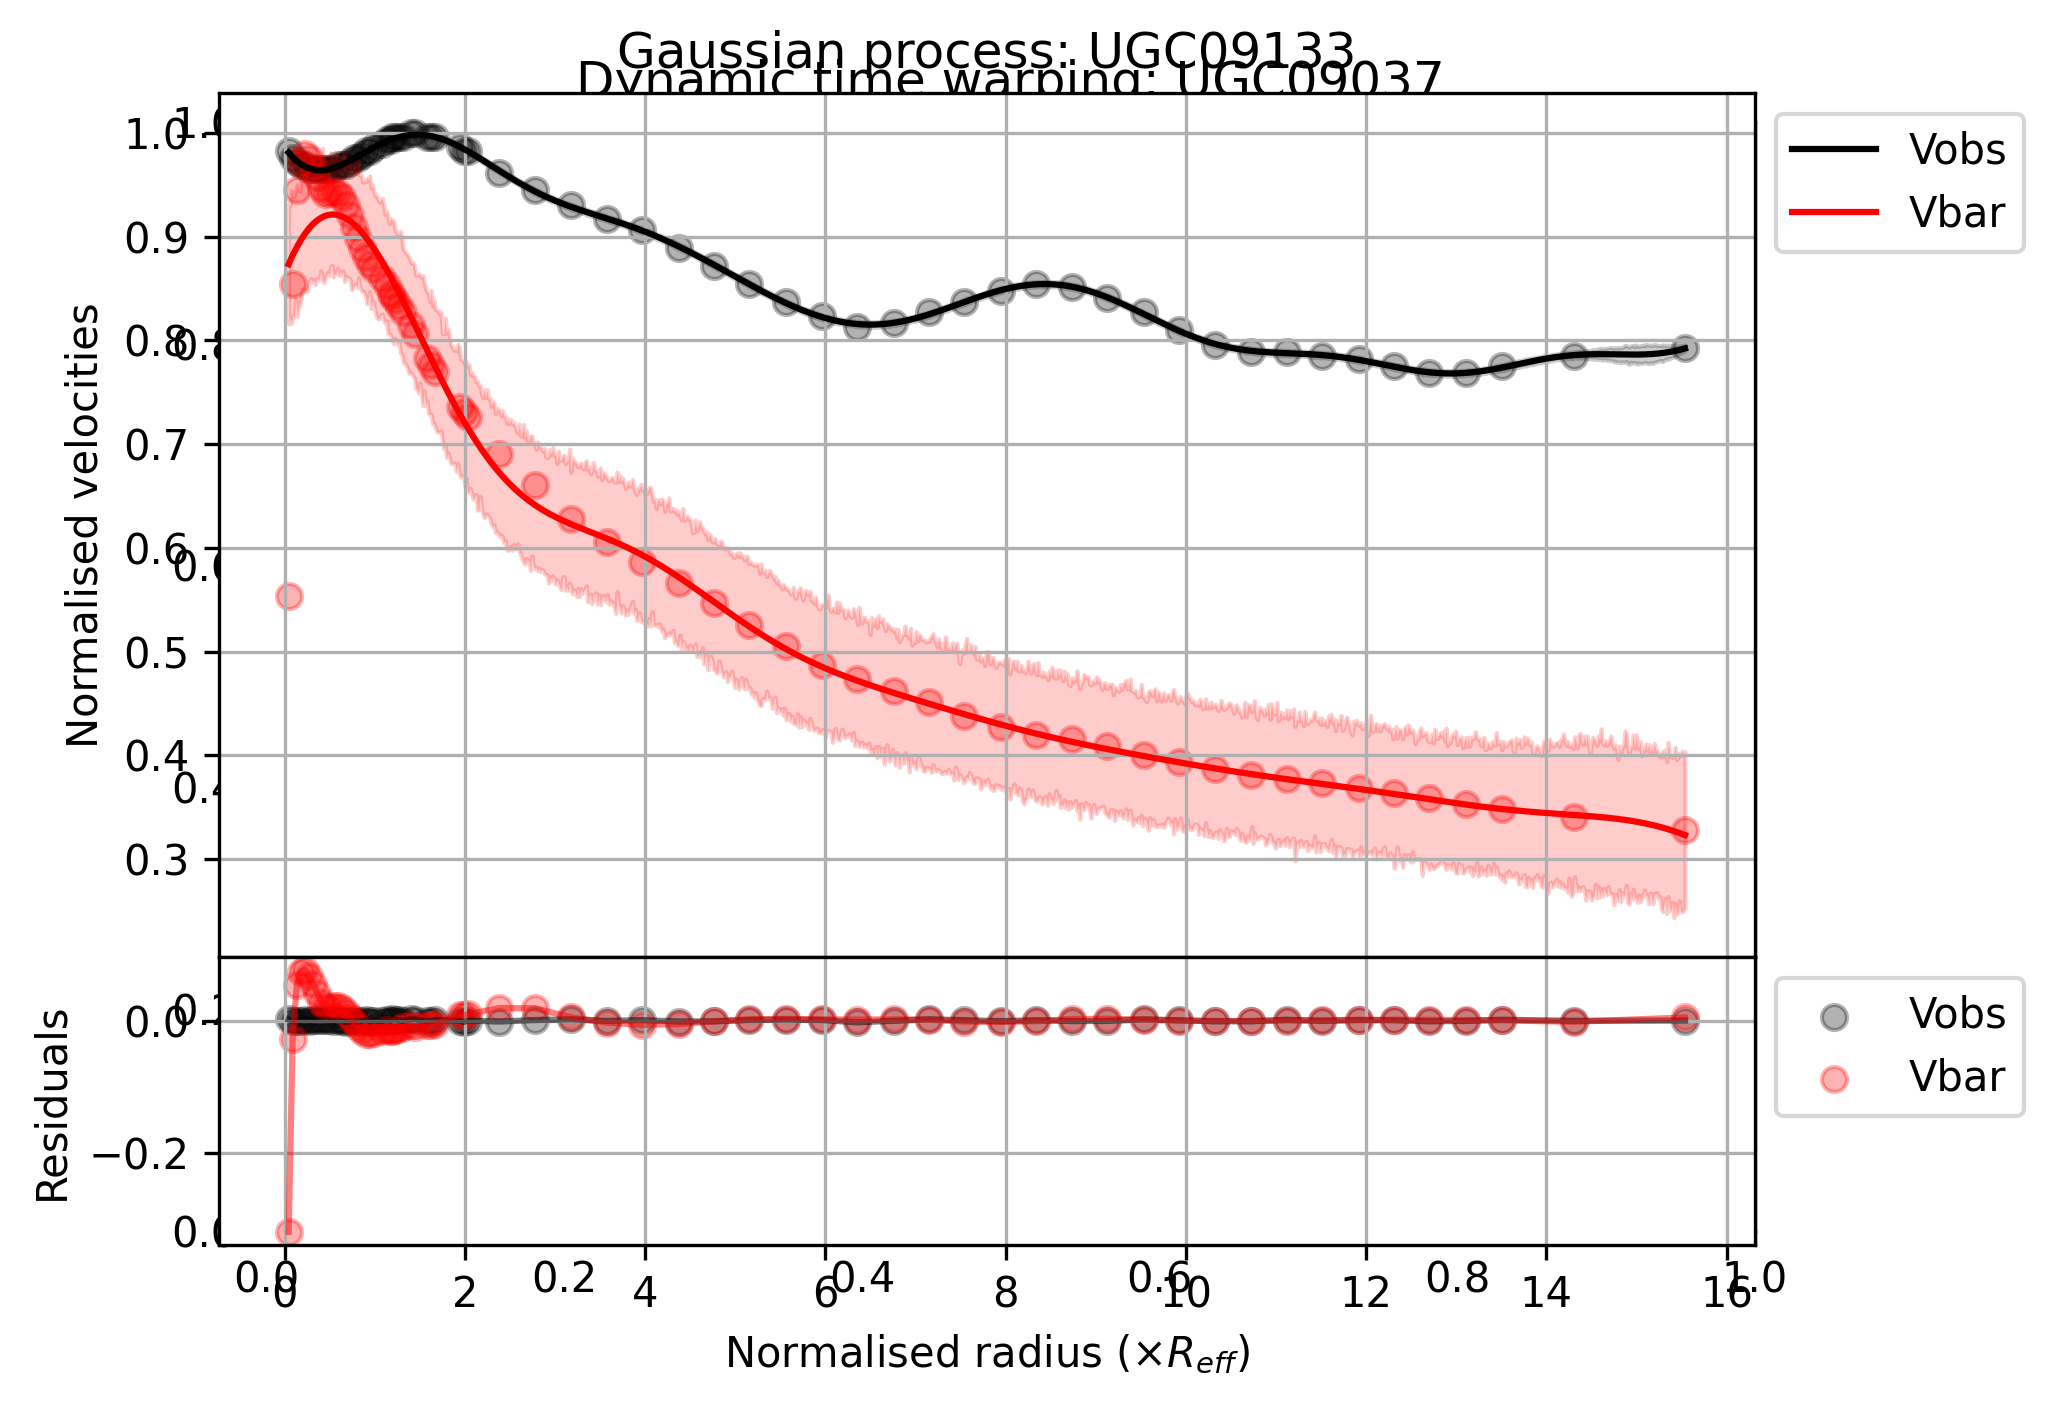 Gaussian process: UGC09133
Dynamic time warping: UGC09037
Normalised velocities
1.0
0.9
0.8
0.7
0.6
0.5
0.4
0.3
Vobs
Vbar
Residuals
0.0
−0.2
Vobs
Vbar
0.0 0.2 0.4 0.6 0.8 1.0
0 2 4 6 8 10 12 14 16
Normalised radius (×R_eff)